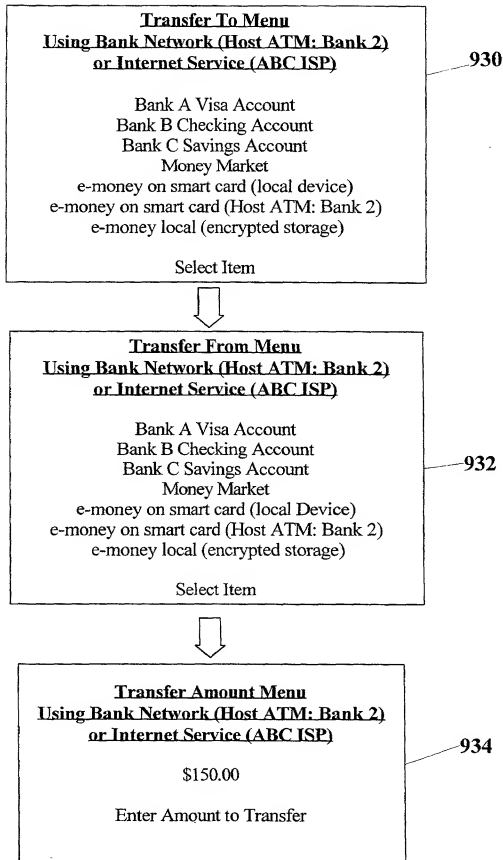 Transfer To Menu
Using Bank Network (Host ATM: Bank 2)
or Internet Service (ABC ISP)
930
Bank A Visa Account
Bank B Checking Account
Bank C Savings Account
Money Market
e-money on smart card (local device)
e-money on smart card (Host ATM: Bank 2)
e-money local (encrypted storage)
Select Item
Transfer From Menu
Using Bank Network (Host ATM: Bank 2)
or Internet Service (ABC ISP)
Bank A Visa Account
Bank B Checking Account
Bank C Savings Account
932
Money Market
e-money on smart card (local Device)
e-money on smart card (Host ATM: Bank 2)
e-money local (encrypted storage)
Select Item
Transfer Amount Menu
Using Bank Network (Host ATM: Bank 2)
or Internet Service (ABC ISP)
934
$150.00
Enter Amount to Transfer